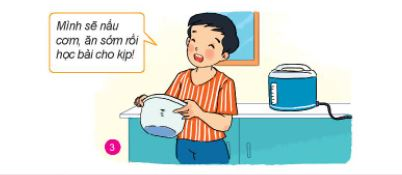 Mình sẽ nấu
cơm, ăn sớm rồi
học bài cho kịp!
3